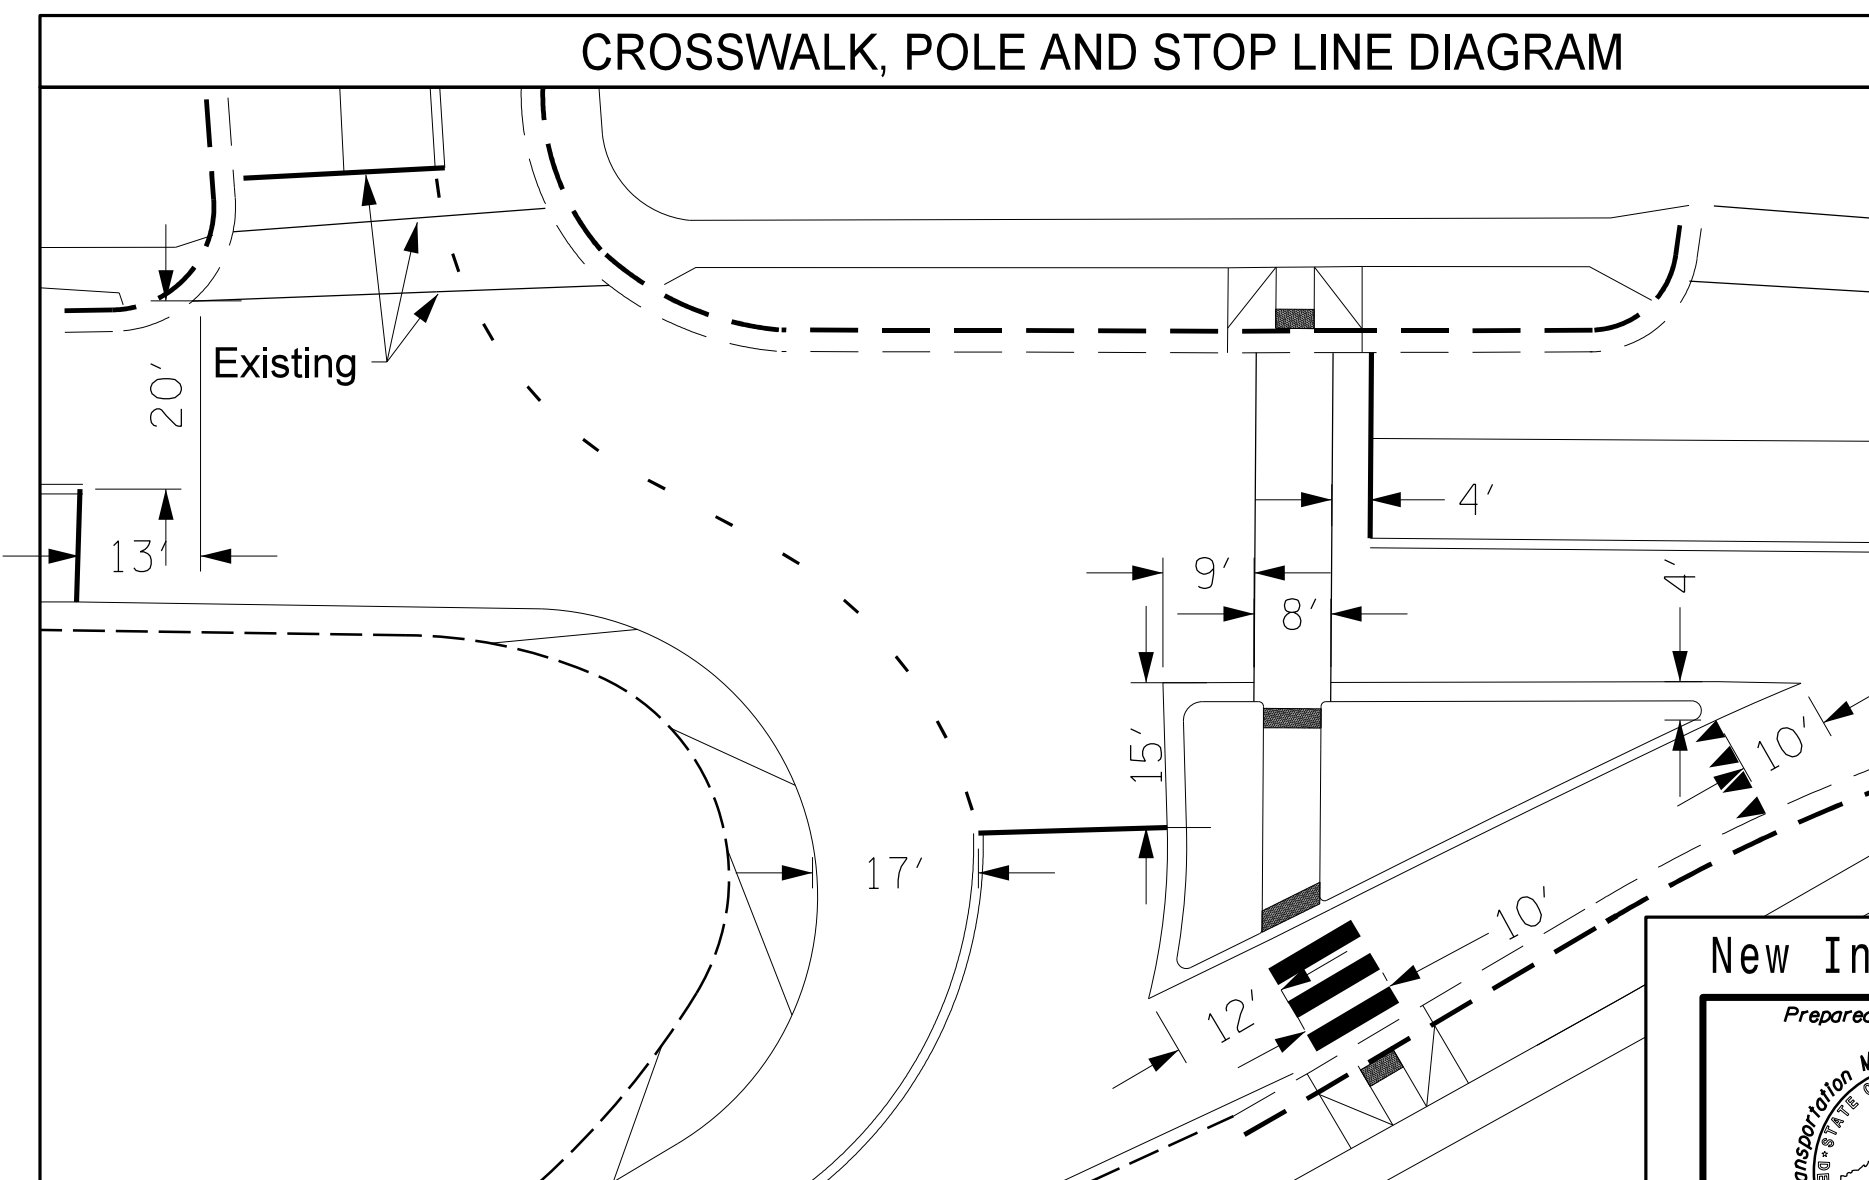 CROSSWALK, POLE AND STOP LINE DIAGRAM
Existing
20'
13'
4'
9'
8'
4'
15'
10'
17'
10'
12'
New In
Prepared